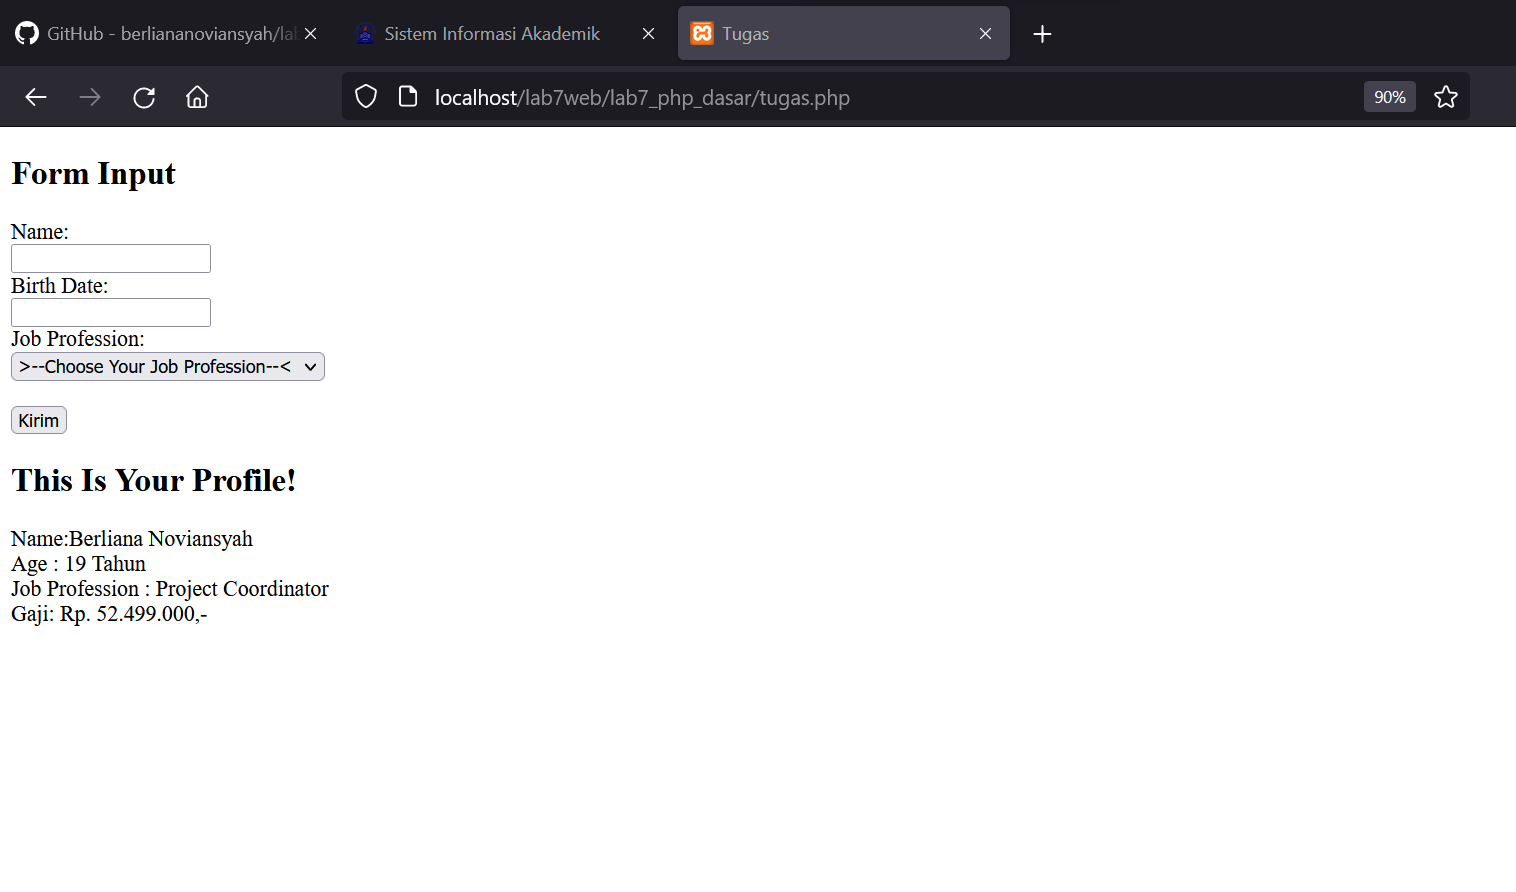 GitHub - berliananoviansyah/lab
Sistem Informasi Akademik
Tugas
localhost/lab7web/lab7_php_dasar/tugas.php
90%
Form Input
Name:
Birth Date:
Job Profession:
>--Choose Your Job Profession--<
Kirim
This Is Your Profile!
Name:Berliana Noviansyah
Age : 19 Tahun
Job Profession : Project Coordinator
Gaji: Rp. 52.499.000,-